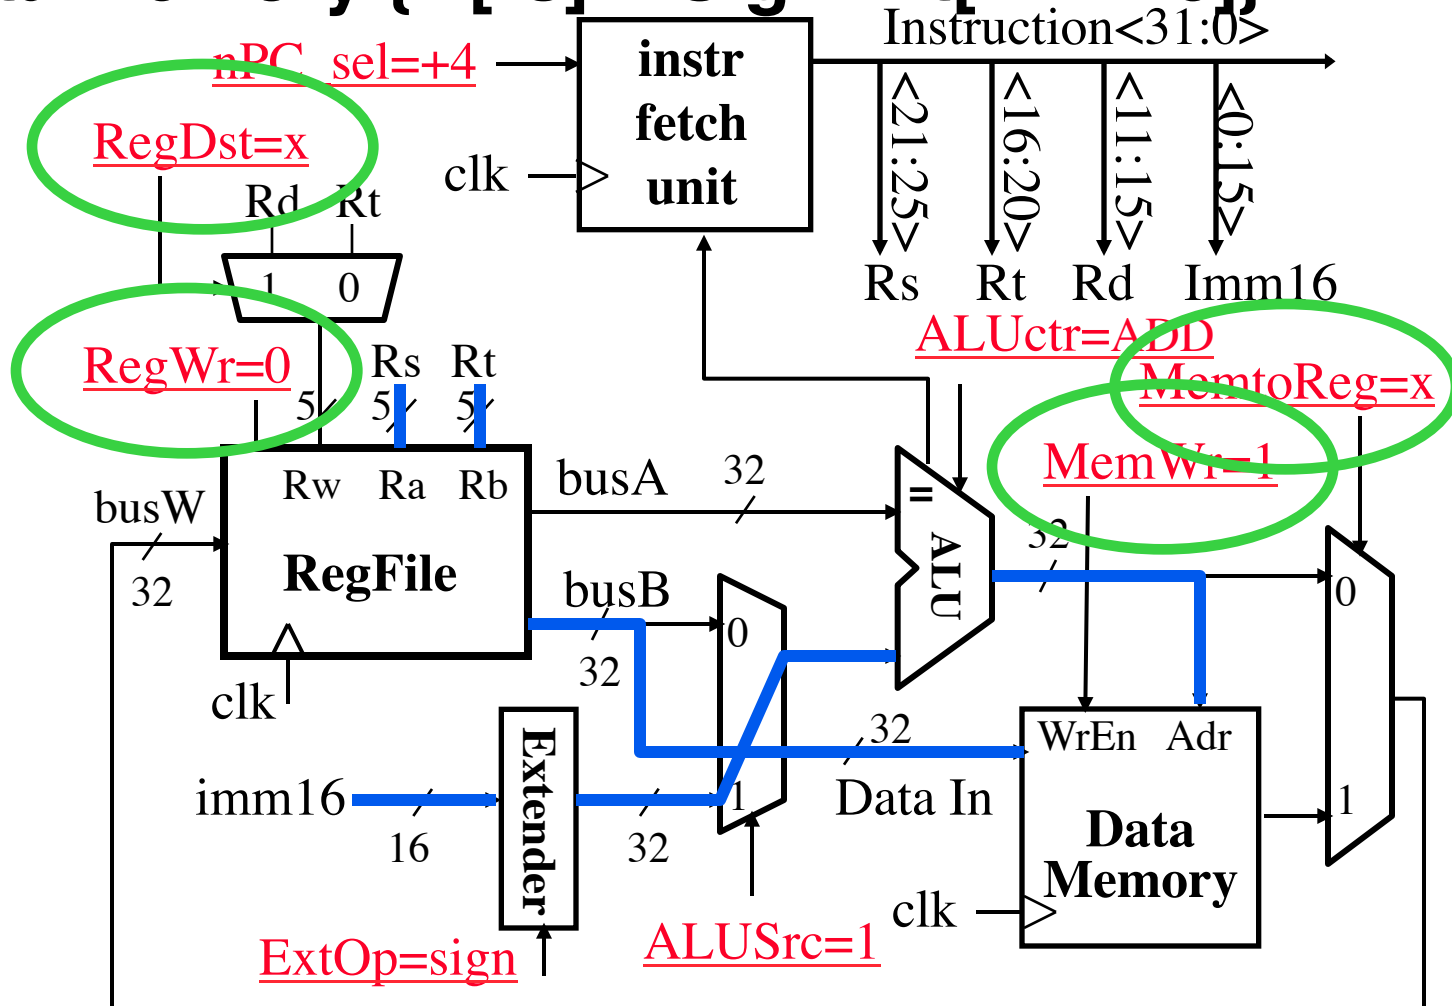 Instruction<31:0>
nPC_sel=+4
instr
fetch
unit
clk
<21:25>
<16:20>
<11:15>
<0:15>
Rs
Rt
Rd
Imm16
RegDst=x
Rd
Rt
1
0
ALUctr=ADD
MemtoReg=x
MemWr=1
RegWr=0
5
Rs
5
Rt
5
Rw
Ra
Rb
busW
32
RegFile
clk
busA
32
busB
32
0
1
=
ALU
32
0
1
imm16
16
Extender
32
32
Data In
WrEn
Adr
Data
Memory
clk
ExtOp=sign
ALUSrc=1